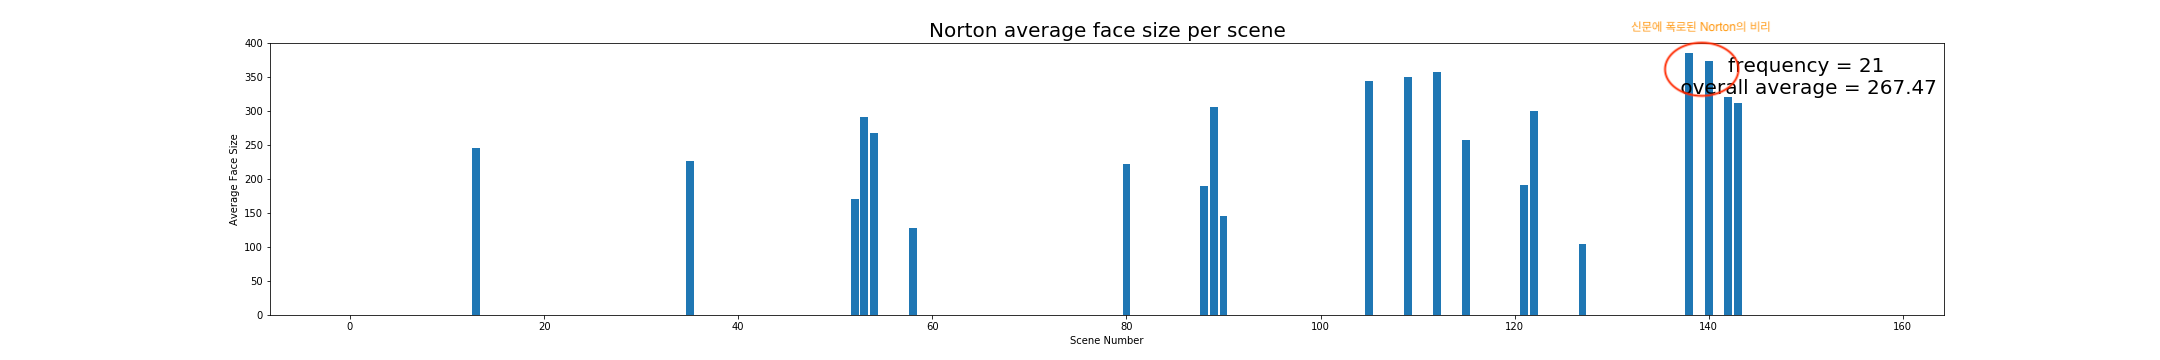 신문에 폭로된 Norton의 비리
Norton average face size per scene
frequency = 21
overall average = 267.47
Average Face Size
400
350
300
250
200
150
100
50
0
0 20 40 60 80 100 120 140 160
Scene Number